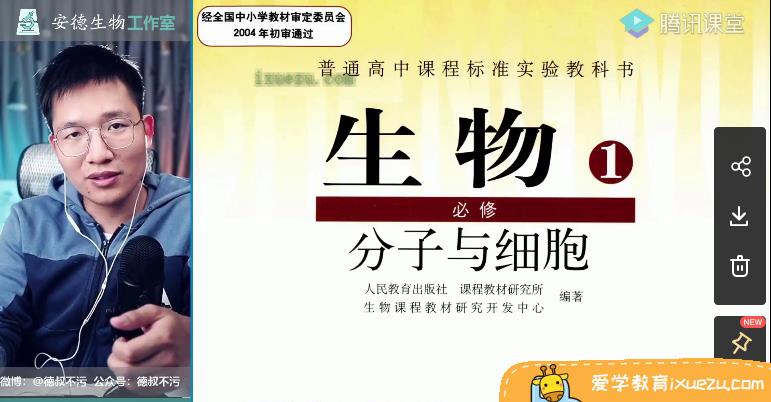 安德生物工作室
经全国中小学教材审定委员会
2004年初审通过
腾讯课堂
普通高中课程标准实验教科书
ixuezu.com
生物1
必修
分子与细胞
人民教育出版社 课程教材研究所
生物课程教材研究开发中心
编著
NEW
微博：@德叔不污 公众号：德叔不污
爱学教育ixuezu.com